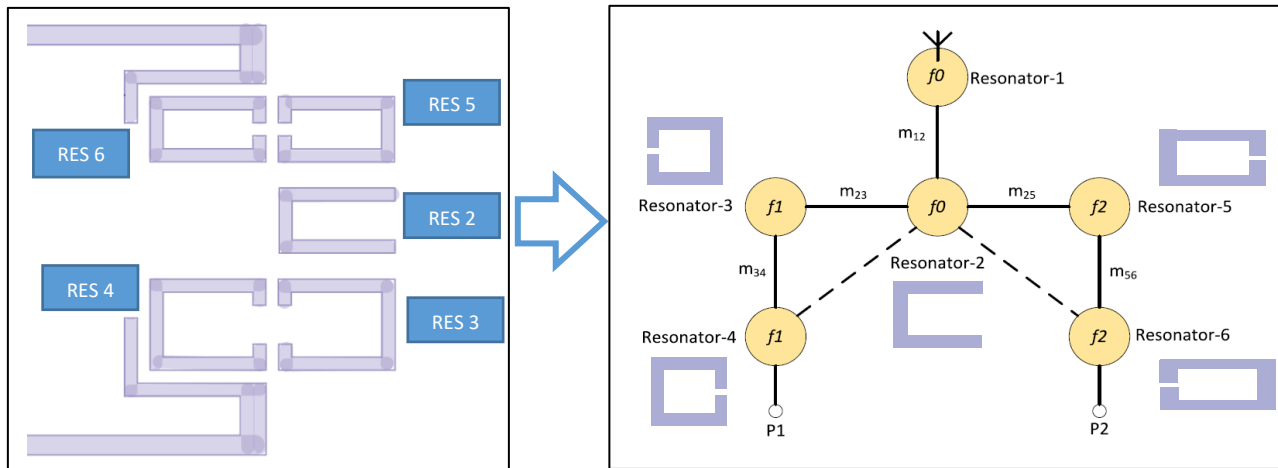 RES 5
RES 6
RES 2
RES 4
RES 3
f0
Resonator-1
m12
m23
m25
f1
f0
f2
Resonator-3
Resonator-5
Resonator-2
m34
m56
Resonator-4
f1
f2
Resonator-6
P1
P2